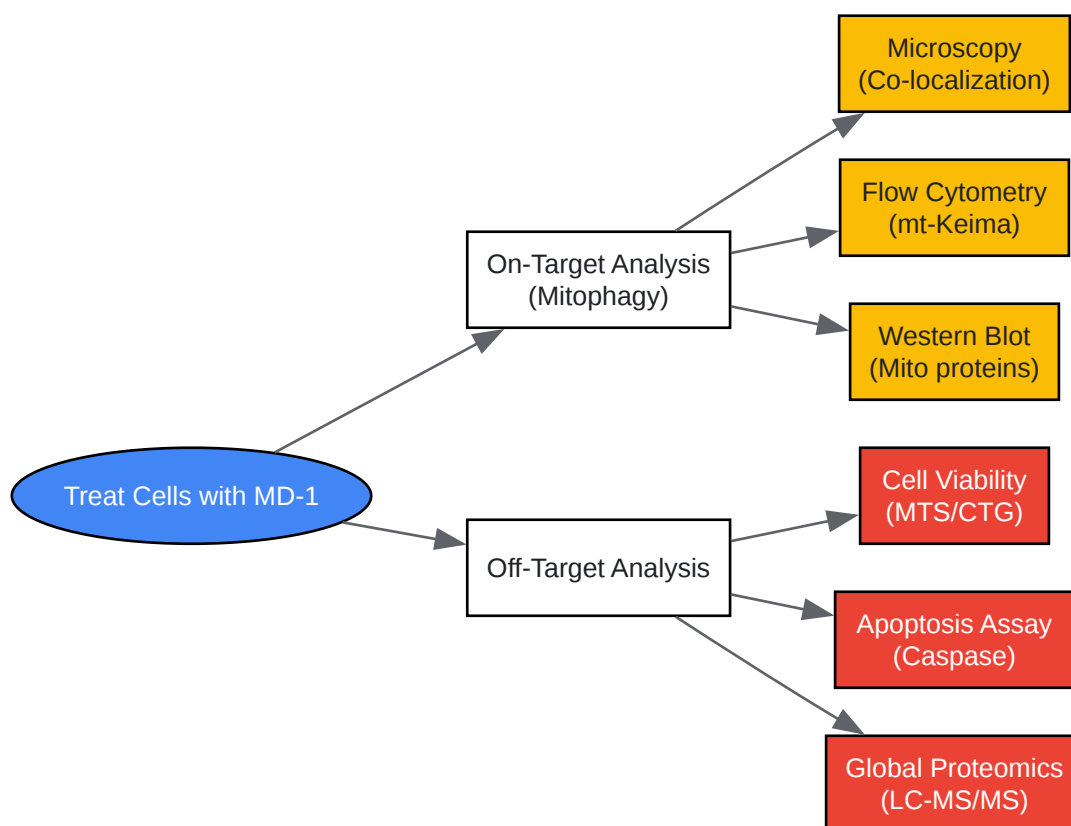 Microscopy
(Co-localization)
Flow Cytometry
(mt-Keima)
On-Target Analysis
(Mitophagy)
Western Blot
(Mito proteins)
Treat Cells with MD-1
Cell Viability
(MTS/CTG)
Off-Target Analysis
Apoptosis Assay
(Caspase)
Global Proteomics
(LC-MS/MS)